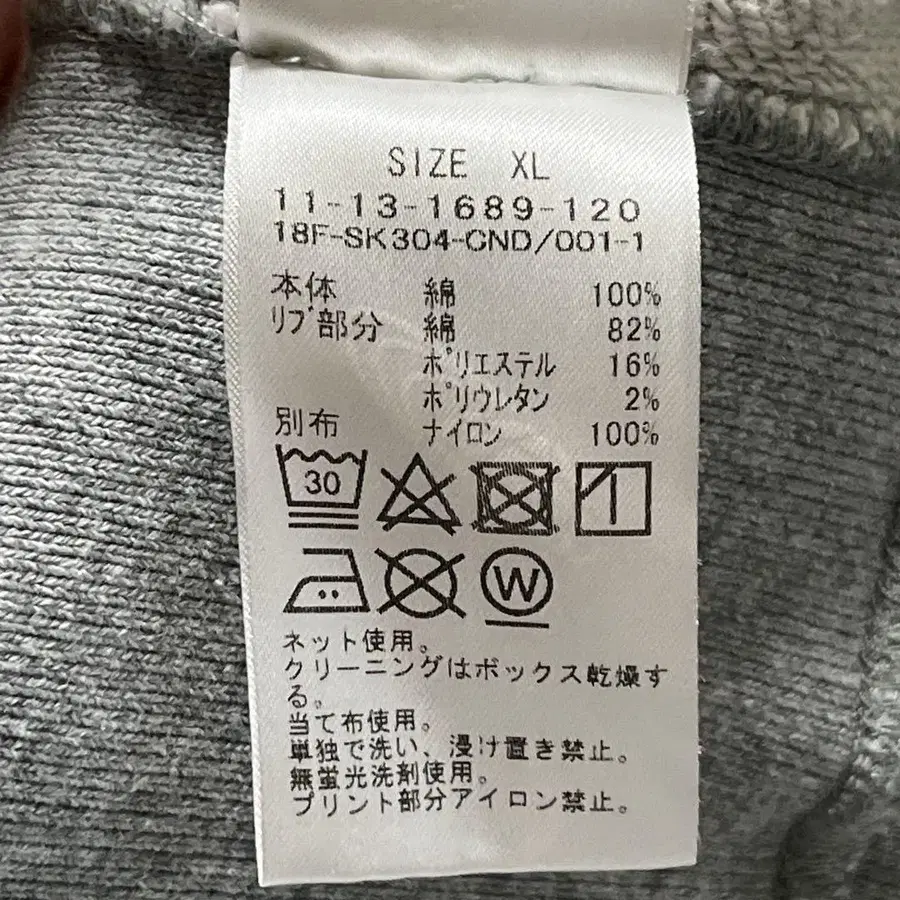 SIZE XL
11-13-1689-120
18F-SK304-CND/001-1
本体 綿 100%
ﾘﾌﾞ部分 綿 82%
ﾎﾟﾘｴｽﾃﾙ 16%
ﾎﾟﾘｳﾚﾀﾝ 2%
別布 ﾅｲﾛﾝ 100%
30
W
ネット使用。
クリーニングはボックス乾燥す
る。
当て布使用。
単独で洗い、浸け置き禁止。
無蛍光洗剤使用。
プリント部分アイロン禁止。